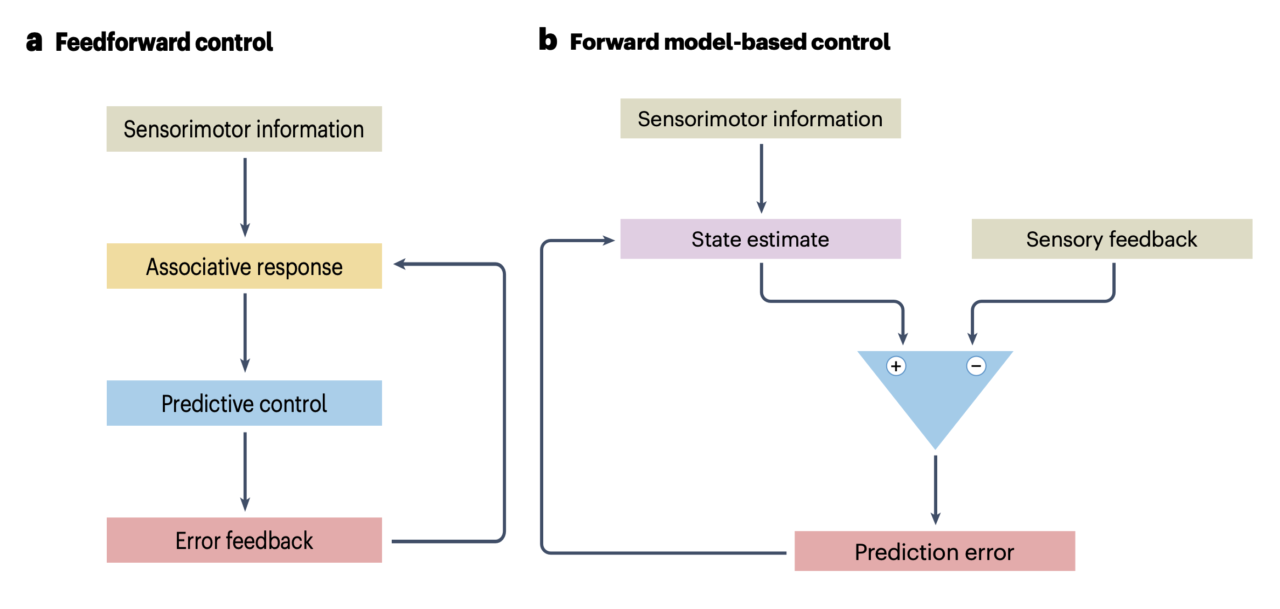 a Feedforward control
Sensorimotor information
Associative response
Predictive control
Error feedback
b Forward model-based control
Sensorimotor information
State estimate
Sensory feedback
+
−
Prediction error